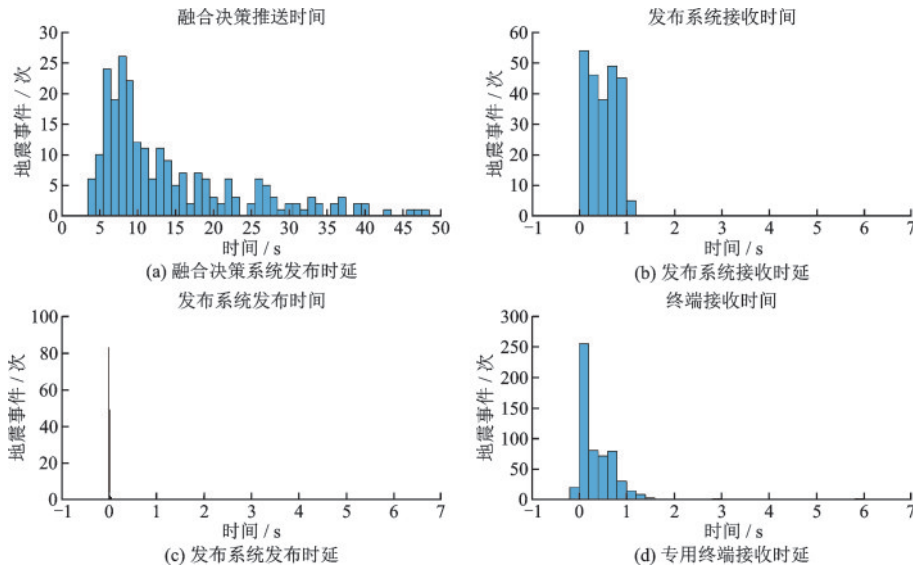 融合决策推送时间
30
25
20
15
10
5
0
地震事件 / 次
0 5 10 15 20 25 30 35 40 45 50
时间 / s
(a) 融合决策系统发布时延
发布系统接收时间
60
50
40
30
20
10
0
地震事件 / 次
−1 0 1 2 3 4 5 6 7
时间 / s
(b) 发布系统接收时延
发布系统发布时间
100
80
60
40
20
0
地震事件 / 次
−1 0 1 2 3 4 5 6 7
时间 / s
(c) 发布系统发布时延
终端接收时间
300
250
200
150
100
50
0
地震事件 / 次
−1 0 1 2 3 4 5 6 7
时间 / s
(d) 专用终端接收时延